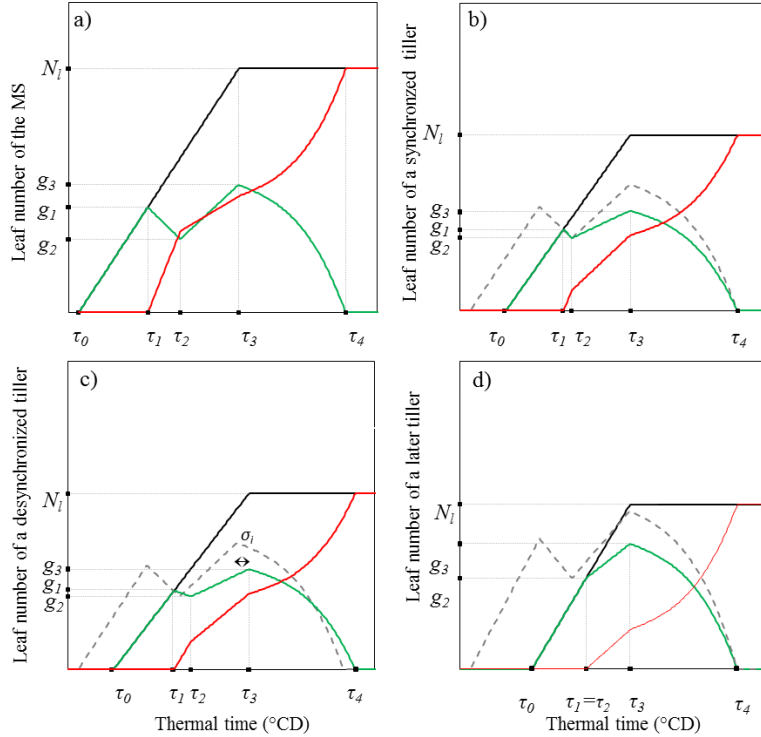 a)
Leaf number of the MS
N_l
g_3
g_1
g_2
τ_0 τ_1 τ_2 τ_3 τ_4
b)
Leaf number of a synchronized tiller
N_l
g_3
g_1
g_2
τ_0 τ_1 τ_2 τ_3 τ_4
c)
Leaf number of a desynchronized tiller
N_l
σ_i
g_3
g_1
g_2
τ_0 τ_1 τ_2 τ_3 τ_4
Thermal time (°CD)
d)
Leaf number of a later tiller
N_l
g_3
g_2
τ_0 τ_1=τ_2 τ_3 τ_4
Thermal time (°CD)